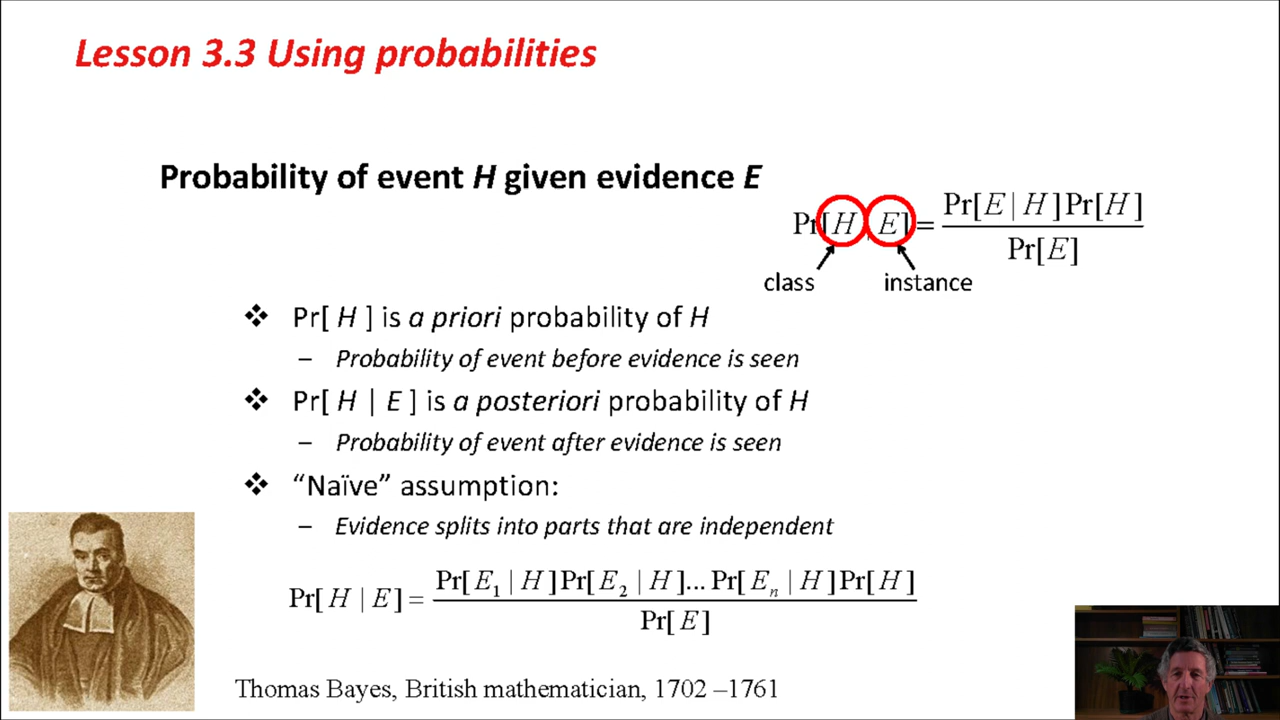 Lesson 3.3 Using probabilities
Probability of event H given evidence E
Pr[H E] = Pr[E | H]Pr[H] / Pr[E]
class instance
❖ Pr[ H ] is a priori probability of H
– Probability of event before evidence is seen
❖ Pr[ H | E ] is a posteriori probability of H
– Probability of event after evidence is seen
❖ “Naïve” assumption:
– Evidence splits into parts that are independent
Pr[ H | E] = Pr[E₁ | H]Pr[E₂ | H]... Pr[Eₙ | H]Pr[H] / Pr[E]
Thomas Bayes, British mathematician, 1702 –1761